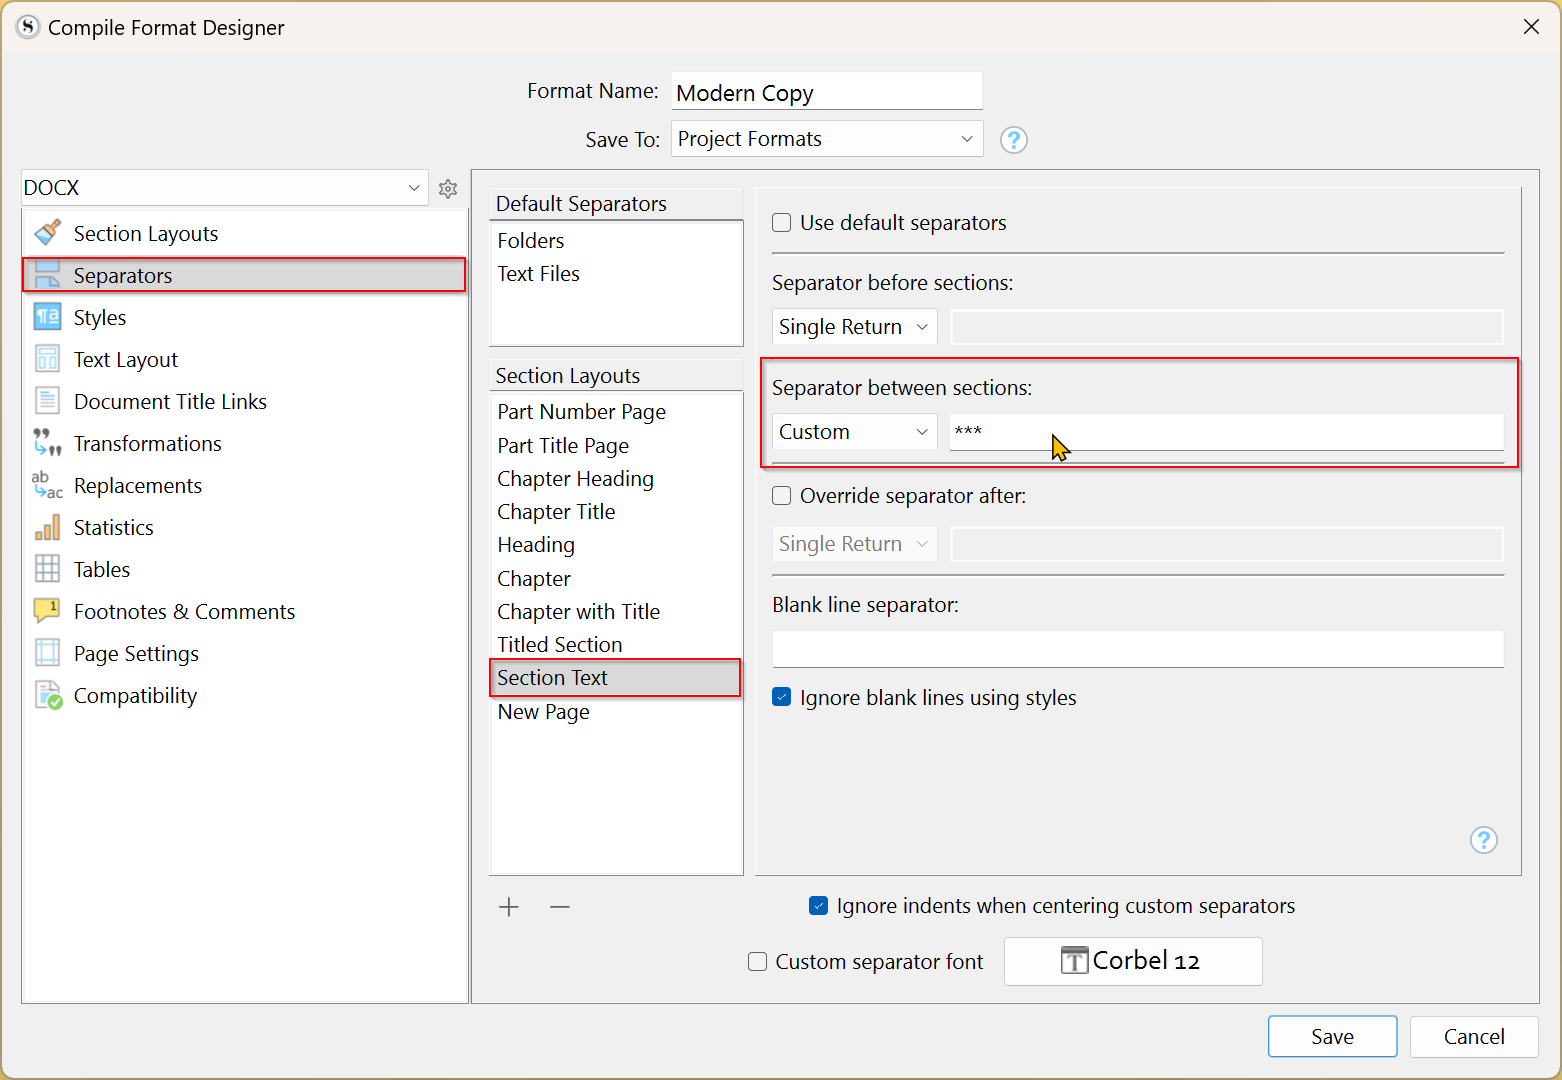 Compile Format Designer
Format Name: Modern Copy
Save To: Project Formats
?
DOCX
Section Layouts
Separators
Styles
Text Layout
Document Title Links
Transformations
Replacements
Statistics
Tables
Footnotes & Comments
Page Settings
Compatibility
Default Separators
Folders
Text Files
Section Layouts
Part Number Page
Part Title Page
Chapter Heading
Chapter Title
Heading
Chapter
Chapter with Title
Titled Section
Section Text
New Page
Use default separators
Separator before sections:
Single Return
Separator between sections:
Custom ***
Override separator after:
Single Return
Blank line separator:
Ignore blank lines using styles
?
Ignore indents when centering custom separators
Custom separator font Corbel 12
Save Cancel